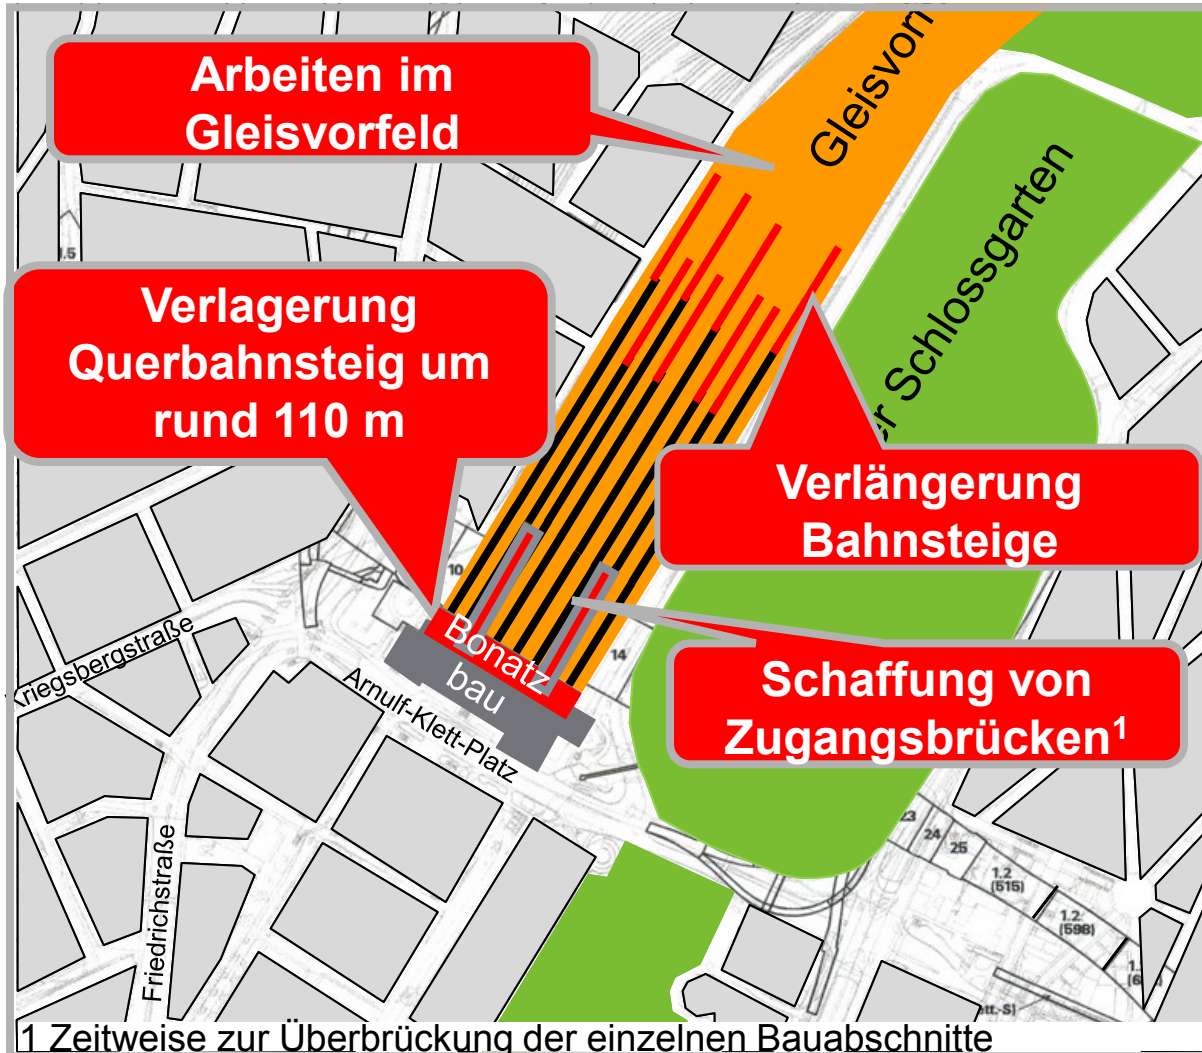 Arbeiten im
Gleisvorfeld
Gleisvorf
1.5
Verlagerung
Querbahnsteig um
rund 110 m
er Schlossgarten
Verlängerung
Bahnsteige
10
14
Bonatz
bau
Schaffung von
Zugangsbrücken¹
Kriegsbergstraße
Arnulf-Klett-Platz
Friedrichstraße
23
24
25
1.2
(515)
1.2
(598)
1 Zeitweise zur Überbrückung der einzelnen Bauabschnitte